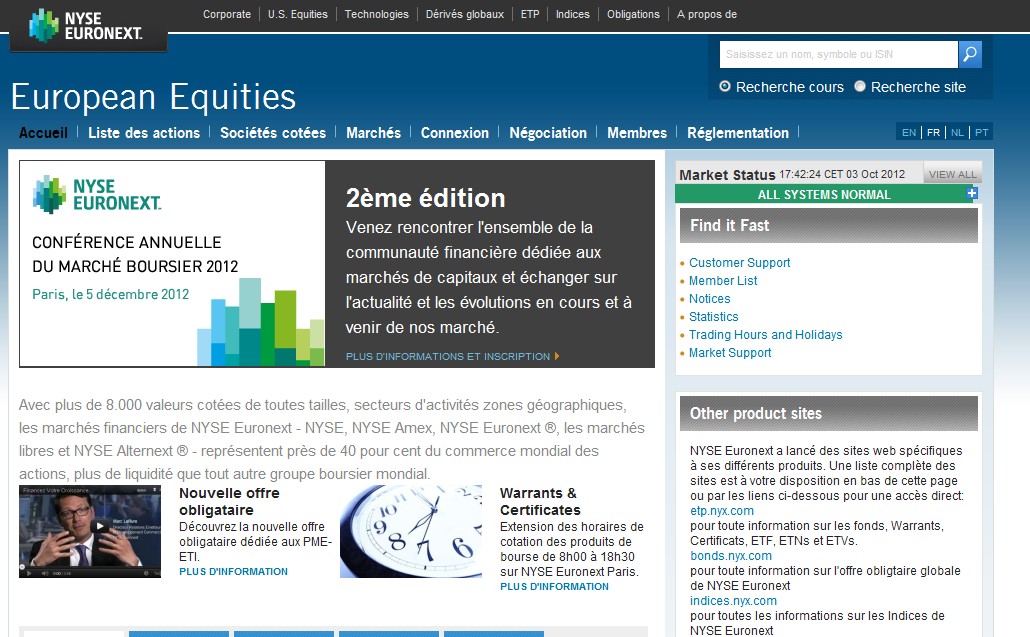 NYSE
EURONEXT.
Corporate
U.S. Equities
Technologies
Dérivés globaux
ETP
Indices
Obligations
A propos de
Saisissez un nom, symbole ou ISIN
Recherche cours
Recherche site
European Equities
Accueil
Liste des actions
Sociétés cotées
Marchés
Connexion
Négociation
Membres
Réglementation
EN
FR
NL
PT
NYSE
EURONEXT.
CONFÉRENCE ANNUELLE
DU MARCHÉ BOURSIER 2012
Paris, le 5 décembre 2012
2ème édition
Venez rencontrer l'ensemble de la
communauté financière dédiée aux
marchés de capitaux et échanger sur
l'actualité et les évolutions en cours et à
venir de nos marché.
PLUS D'INFORMATIONS ET INSCRIPTION
Avec plus de 8.000 valeurs cotées de toutes tailles, secteurs d'activités zones géographiques,
les marchés financiers de NYSE Euronext - NYSE, NYSE Amex, NYSE Euronext ®, les marchés
libres et NYSE Alternext ® - représentent près de 40 pour cent du commerce mondial des
actions, plus de liquidité que tout autre groupe boursier mondial.
Financez Votre Croissance
Nouvelle offre
obligataire
Découvrez la nouvelle offre
obligataire dédiée aux PME-
ETI.
PLUS D'INFORMATION
Warrants &
Certificates
Extension des horaires de
cotation des produits de
bourse de 8h00 à 18h30
sur NYSE Euronext Paris.
PLUS D'INFORMATION
Market Status 17:42:24 CET 03 Oct 2012
VIEW ALL
ALL SYSTEMS NORMAL
Find it Fast
Customer Support
Member List
Notices
Statistics
Trading Hours and Holidays
Market Support
Other product sites
NYSE Euronext a lancé des sites web spécifiques
à ses différents produits. Une liste complète des
sites est à votre disposition en bas de cette page
ou par les liens ci-dessous pour une accès direct:
etp.nyx.com
pour toute information sur les fonds, Warrants,
Certificats, ETF, ETNs et ETVs.
bonds.nyx.com
pour toute information sur l'offre obligtaire globale
de NYSE Euronext
indices.nyx.com
pour toutes les informations sur les Indices de
NYSE Euronext